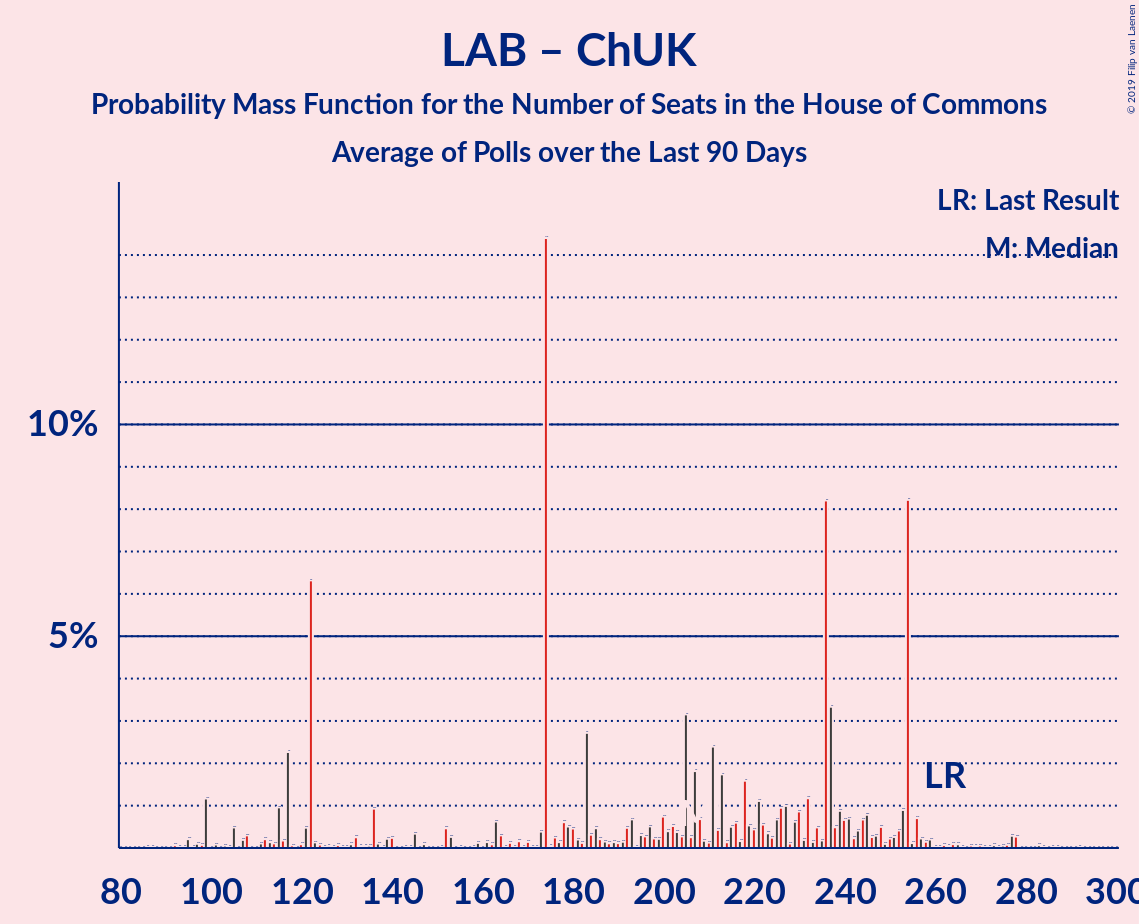 LAB – ChUK
Probability Mass Function for the Number of Seats in the House of Commons
Average of Polls over the Last 90 Days
© 2019 Filip van Laenen
LR: Last Result
M: Median
10%
5%
LR
80 100 120 140 160 180 200 220 240 260 280 300